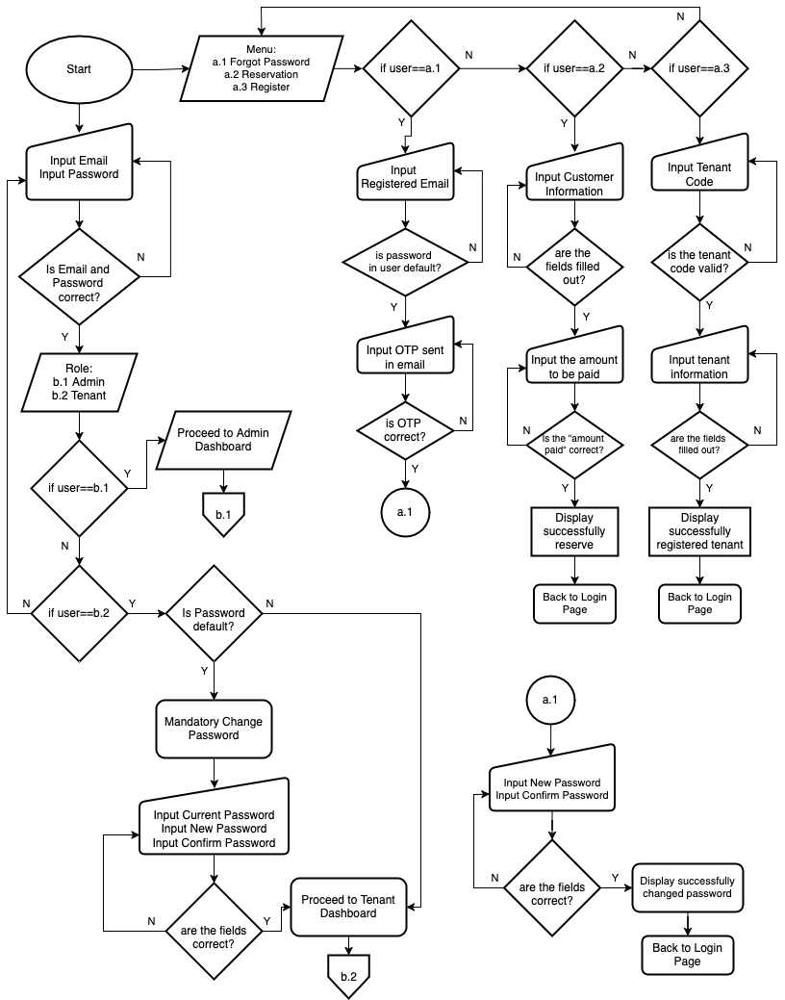 Start
Menu:
a.1 Forgot Password
a.2 Reservation
a.3 Register
if user==a.1
N
if user==a.2
N
if user==a.3
N
Y
Y
Input Email
Input Password
Input
Registered Email
Input Customer
Information
Input Tenant
Code
Is Email and
Password
correct?
N
is password
in user default?
N
are the
fields filled
out?
N
is the tenant
code valid?
N
Y
Y
Y
Y
Role:
b.1 Admin
b.2 Tenant
Input OTP sent
in email
Input the amount
to be paid
Input tenant
information
is OTP
correct?
N
Is the "amount
paid" correct?
N
are the fields
filled out?
N
Proceed to Admin
Dashboard
if user==b.1
Y
b.1
N
Y
a.1
Y
Display
successfully
reserve
Y
Display
successfully
registered tenant
Back to Login
Page
Back to Login
Page
N
if user==b.2
Y
Is Password
default?
N
Y
Mandatory Change
Password
Input Current Password
Input New Password
Input Confirm Password
N
are the fields
correct?
Y
Proceed to Tenant
Dashboard
b.2
a.1
Input New Password
Input Confirm Password
N
are the fields
correct?
Y
Display successfully
changed password
Back to Login
Page